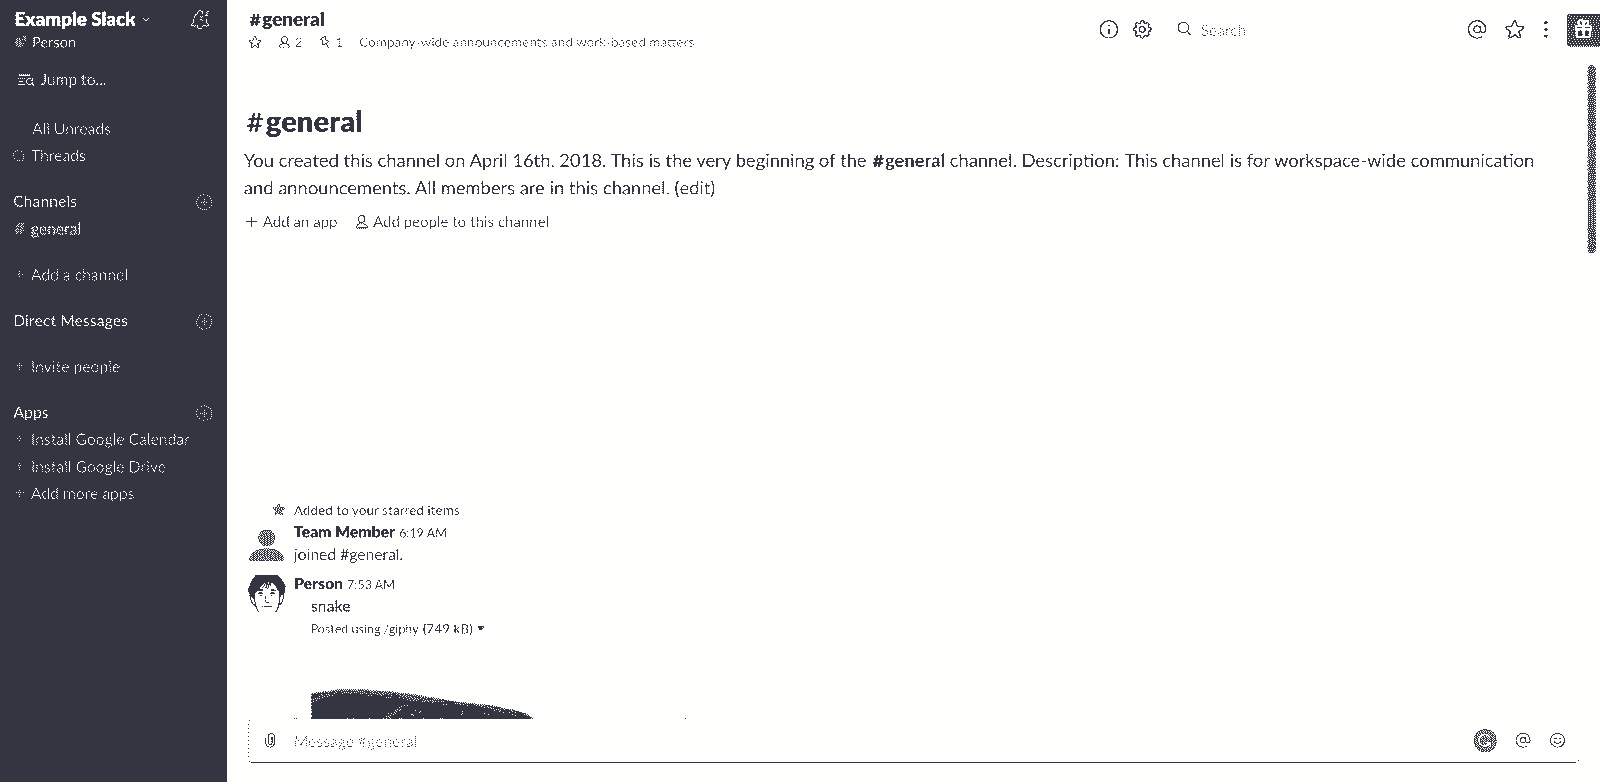 Example Slack
Person
Jump to...
All Unreads
Threads
Channels
# general
+ Add a channel
Direct Messages
+ Invite people
Apps
+ Install Google Calendar
+ Install Google Drive
+ Add more apps
#general
2
1
Company-wide announcements and work-based matters
Search
#general
You created this channel on April 16th, 2018. This is the very beginning of the #general channel. Description: This channel is for workspace-wide communication
and announcements. All members are in this channel. (edit)
+ Add an app
Add people to this channel
Added to your starred items
Team Member 6:19 AM
joined #general.
Person 7:53 AM
snake
Posted using /giphy (749 kB)
Message #general
@